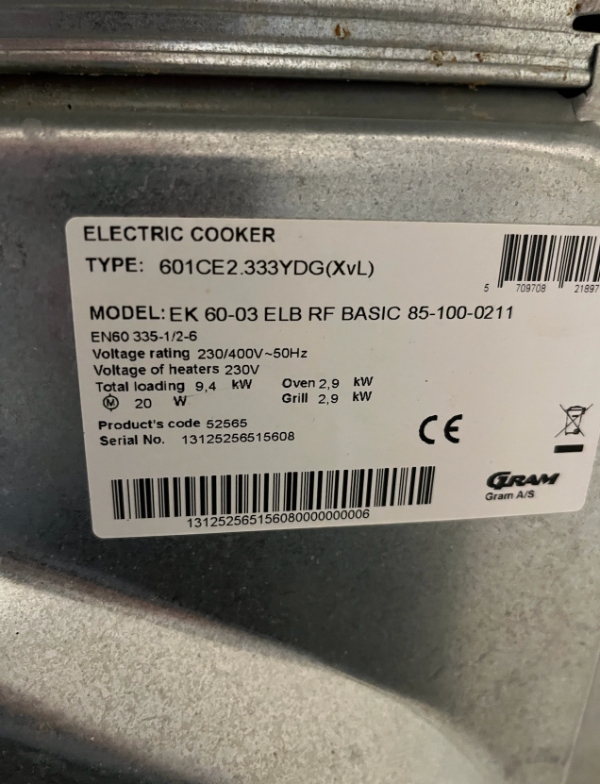 ELECTRIC COOKER
TYPE: 601CE2.333YDG(XvL)
5 709708 21897
MODEL: EK 60-03 ELB RF BASIC 85-100-0211
EN60 335-1/2-6
Voltage rating 230/400V~50Hz
Voltage of heaters 230V
Total loading 9,4 kW Oven 2,9 kW
M 20 W Grill 2,9 kW
Product's code 52565
Serial No. 13125256515608
CE
GRAM
Gram A/S
131252565156080000000006